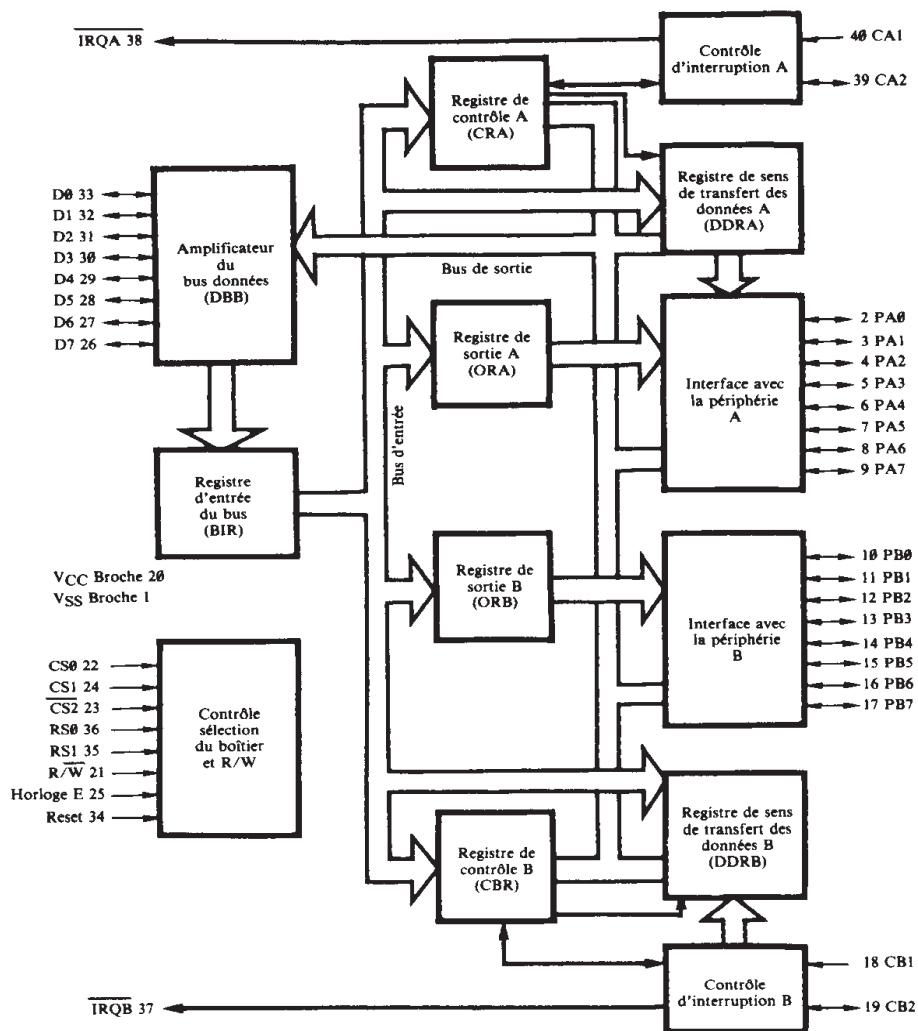 IRQA 38
Contrôle
d'interruption A
40 CA1
39 CA2
Registre de
contrôle A
(CRA)
Registre de sens
de transfert des
données A
(DDRA)
D0 33
D1 32
D2 31
D3 30
D4 29
D5 28
D6 27
D7 26
Amplificateur
du
bus données
(DBB)
Bus de sortie
Registre de
sortie A
(ORA)
Interface avec
la périphérie
A
2 PA0
3 PA1
4 PA2
5 PA3
6 PA4
7 PA5
8 PA6
9 PA7
Bus d'entrée
Registre
d'entrée
du bus
(BIR)
VCC Broche 20
VSS Broche 1
Registre de
sortie B
(ORB)
Interface avec
la périphérie
B
10 PB0
11 PB1
12 PB2
13 PB3
14 PB4
15 PB5
16 PB6
17 PB7
CS0 22
CS1 24
CS2 23
RS0 36
RS1 35
R/W 21
Horloge E 25
Reset 34
Contrôle
sélection
du boîtier
et R/W
Registre de sens
de transfert des
données B
(DDRB)
Registre de
contrôle B
(CBR)
Contrôle
d'interruption B
18 CB1
19 CB2
IRQB 37